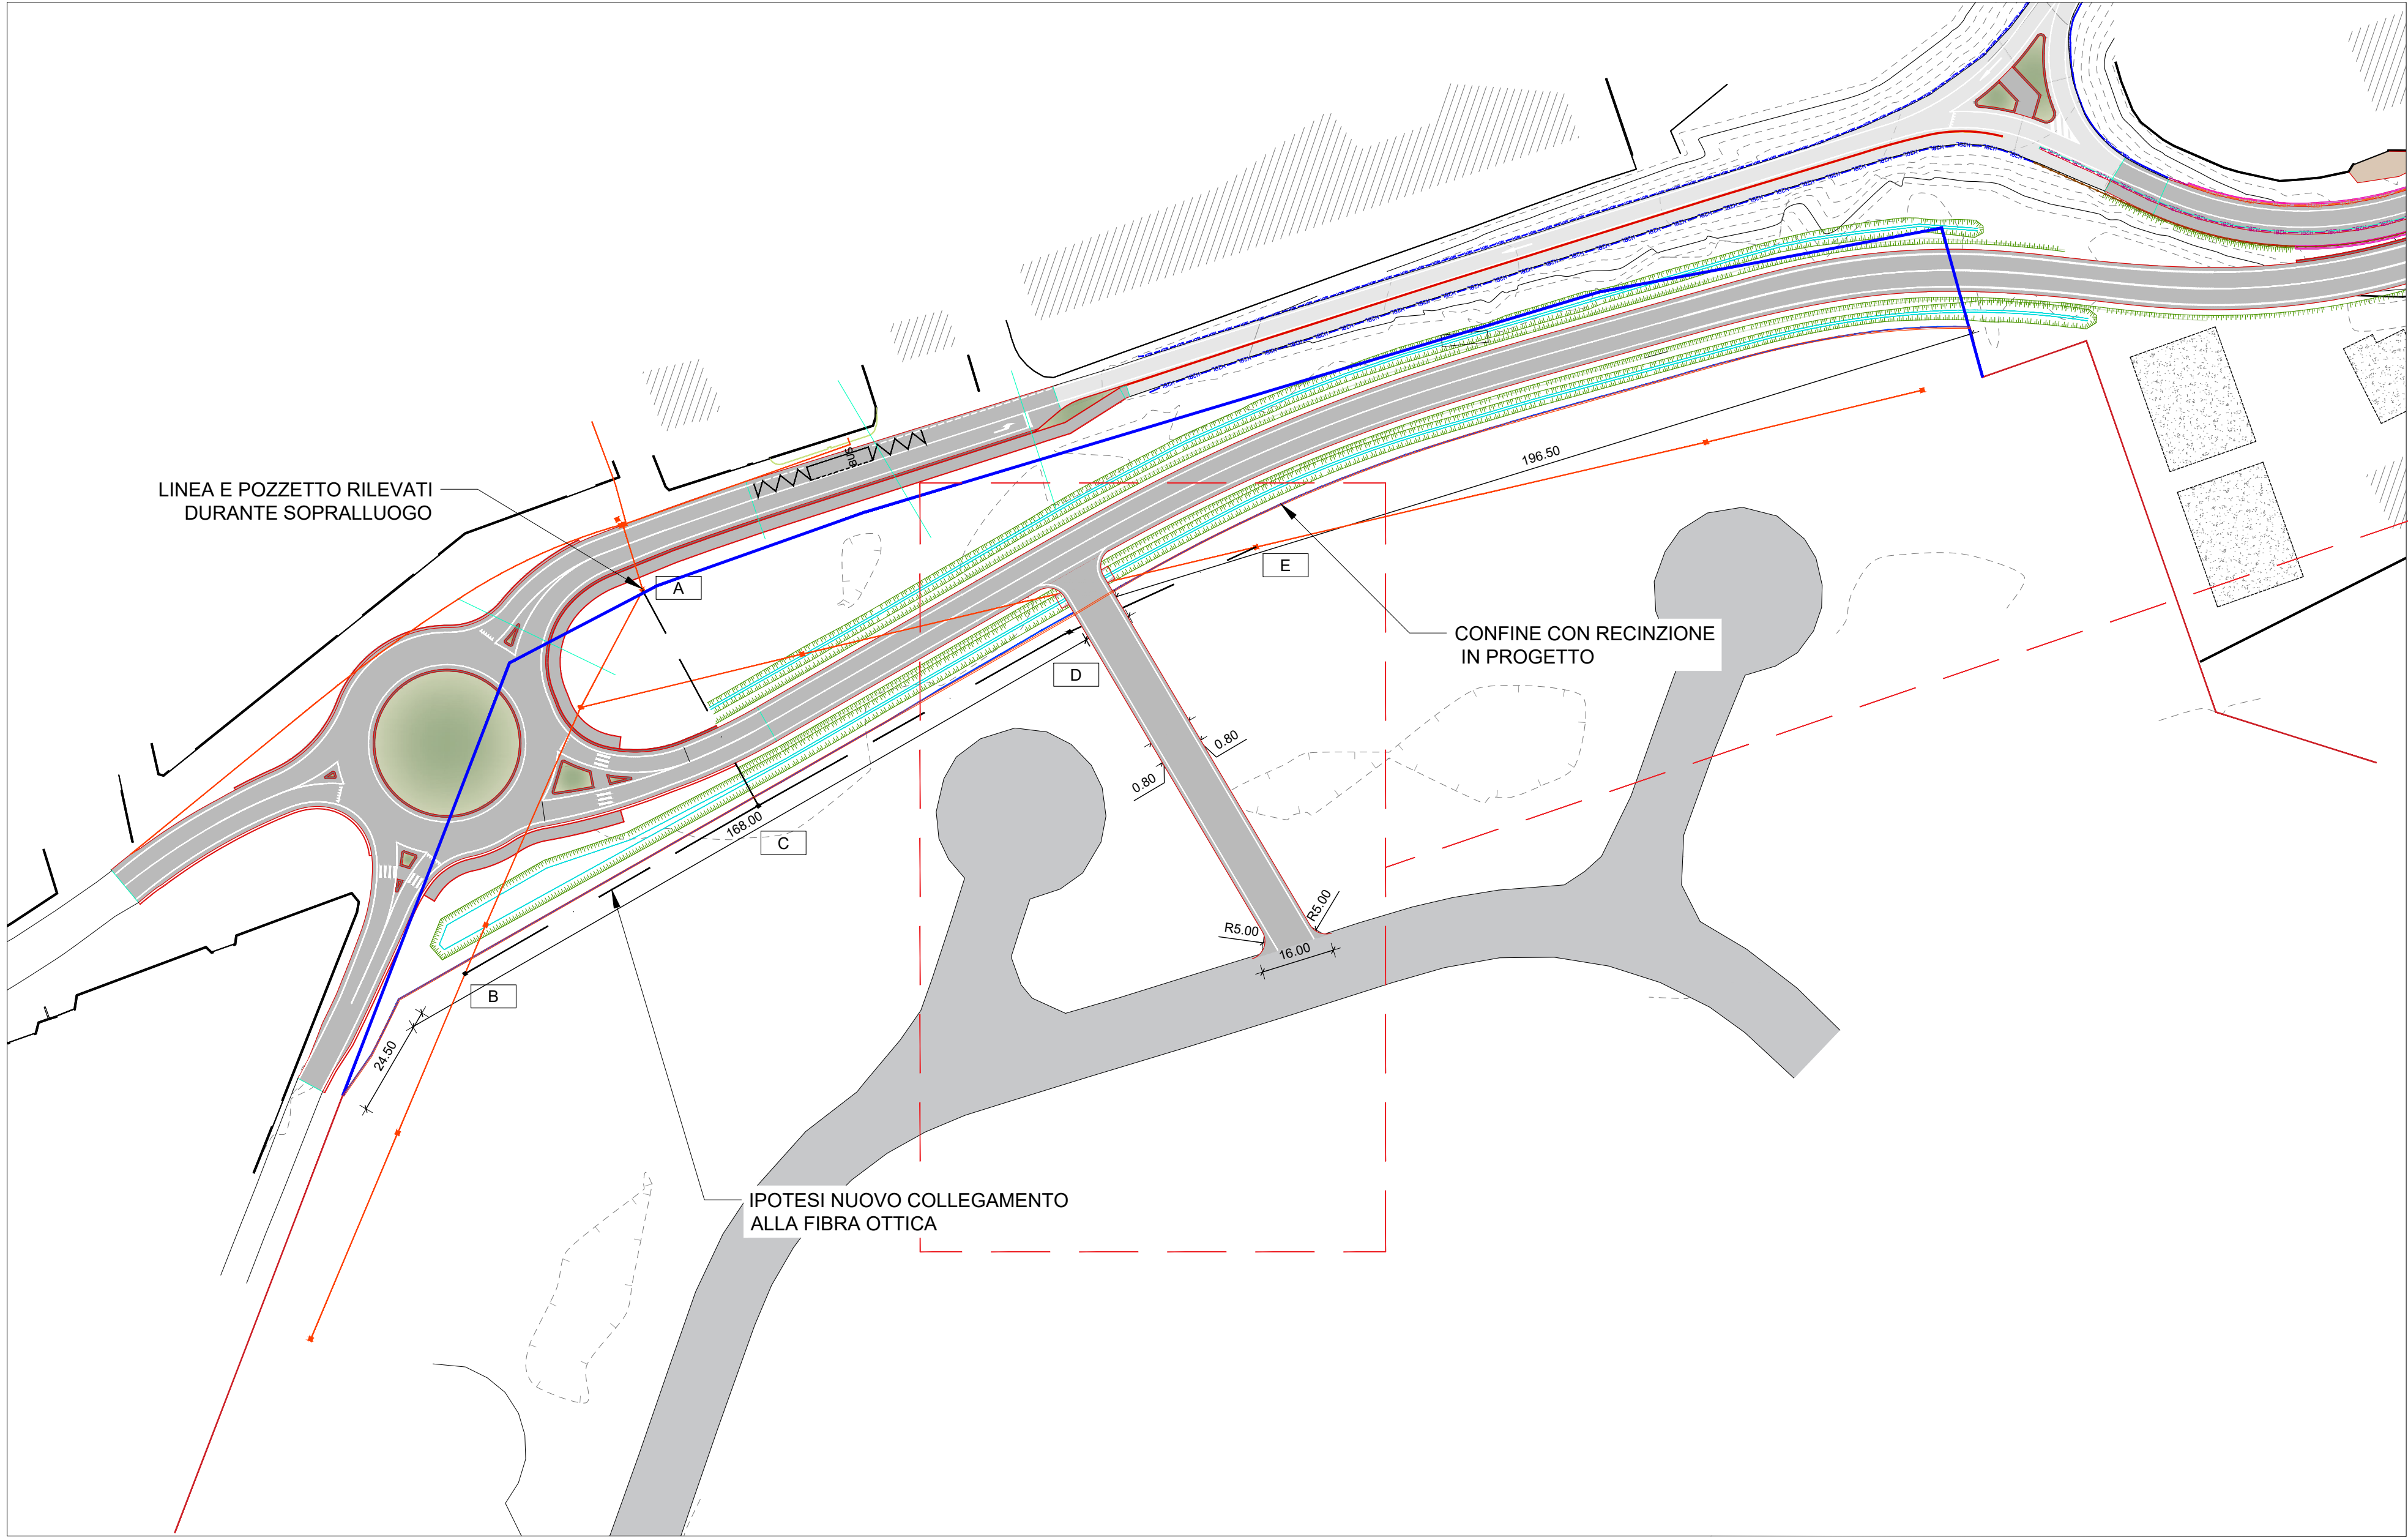 BUS
LINEA E POZZETTO RILEVATI
DURANTE SOPRALLUOGO
A
196.50
E
CONFINE CON RECINZIONE
IN PROGETTO
D
0.80
0.80
168.00
C
R5.00
R5.00
16.00
B
24.50
IPOTESI NUOVO COLLEGAMENTO
ALLA FIBRA OTTICA